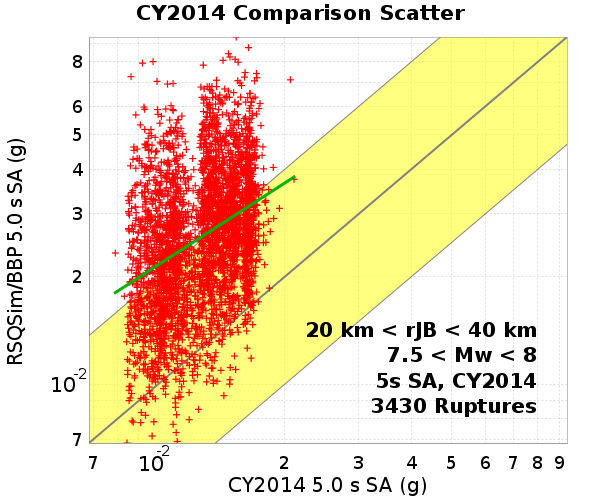 CY2014 Comparison Scatter
RSQSim/BBP 5.0 s SA (g)
8
6
5
4
3
2
10-2
7
20 km < rJB < 40 km
7.5 < Mw < 8
5s SA, CY2014
3430 Ruptures
7 10-2 2 3 4 5 6 7 8 9
CY2014 5.0 s SA (g)